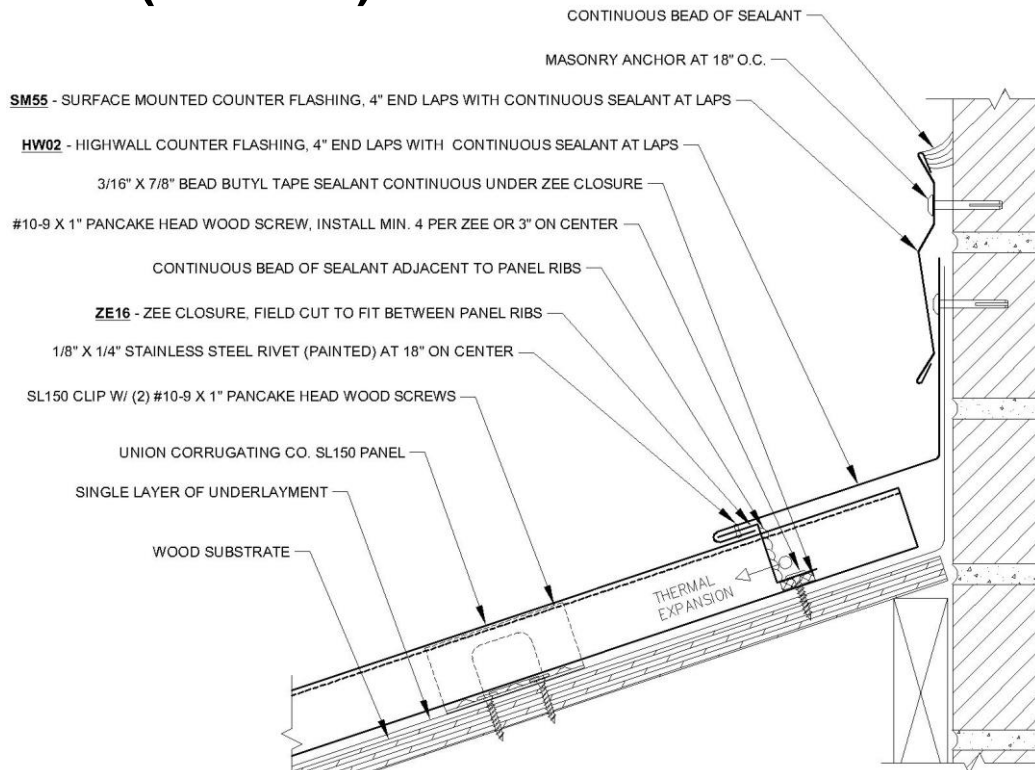 CONTINUOUS BEAD OF SEALANT
MASONRY ANCHOR AT 18" O.C.
SM55 - SURFACE MOUNTED COUNTER FLASHING, 4" END LAPS WITH CONTINUOUS SEALANT AT LAPS
HW02 - HIGHWALL COUNTER FLASHING, 4" END LAPS WITH CONTINUOUS SEALANT AT LAPS
3/16" X 7/8" BEAD BUTYL TAPE SEALANT CONTINUOUS UNDER ZEE CLOSURE
#10-9 X 1" PANCAKE HEAD WOOD SCREW, INSTALL MIN. 4 PER ZEE OR 3" ON CENTER
CONTINUOUS BEAD OF SEALANT ADJACENT TO PANEL RIBS
ZE16 - ZEE CLOSURE, FIELD CUT TO FIT BETWEEN PANEL RIBS
1/8" X 1/4" STAINLESS STEEL RIVET (PAINTED) AT 18" ON CENTER
SL150 CLIP W/ (2) #10-9 X 1" PANCAKE HEAD WOOD SCREWS
UNION CORRUGATING CO. SL150 PANEL
SINGLE LAYER OF UNDERLAYMENT
WOOD SUBSTRATE
THERMAL
EXPANSION